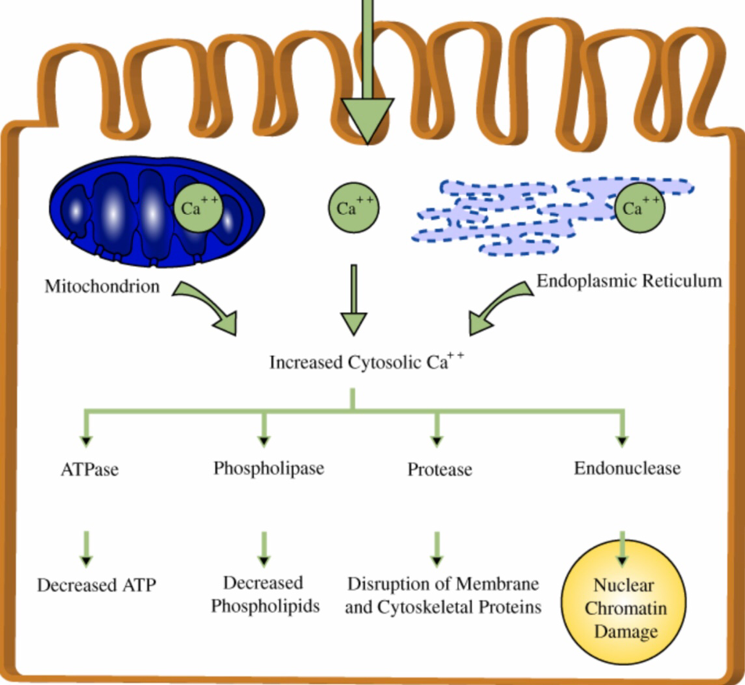 Ca++
Ca++
Ca++
Mitochondrion
Endoplasmic Reticulum
Increased Cytosolic Ca++
ATPase
Phospholipase
Protease
Endonuclease
Decreased ATP
Decreased
Phospholipids
Disruption of Membrane
and Cytoskeletal Proteins
Nuclear
Chromatin
Damage